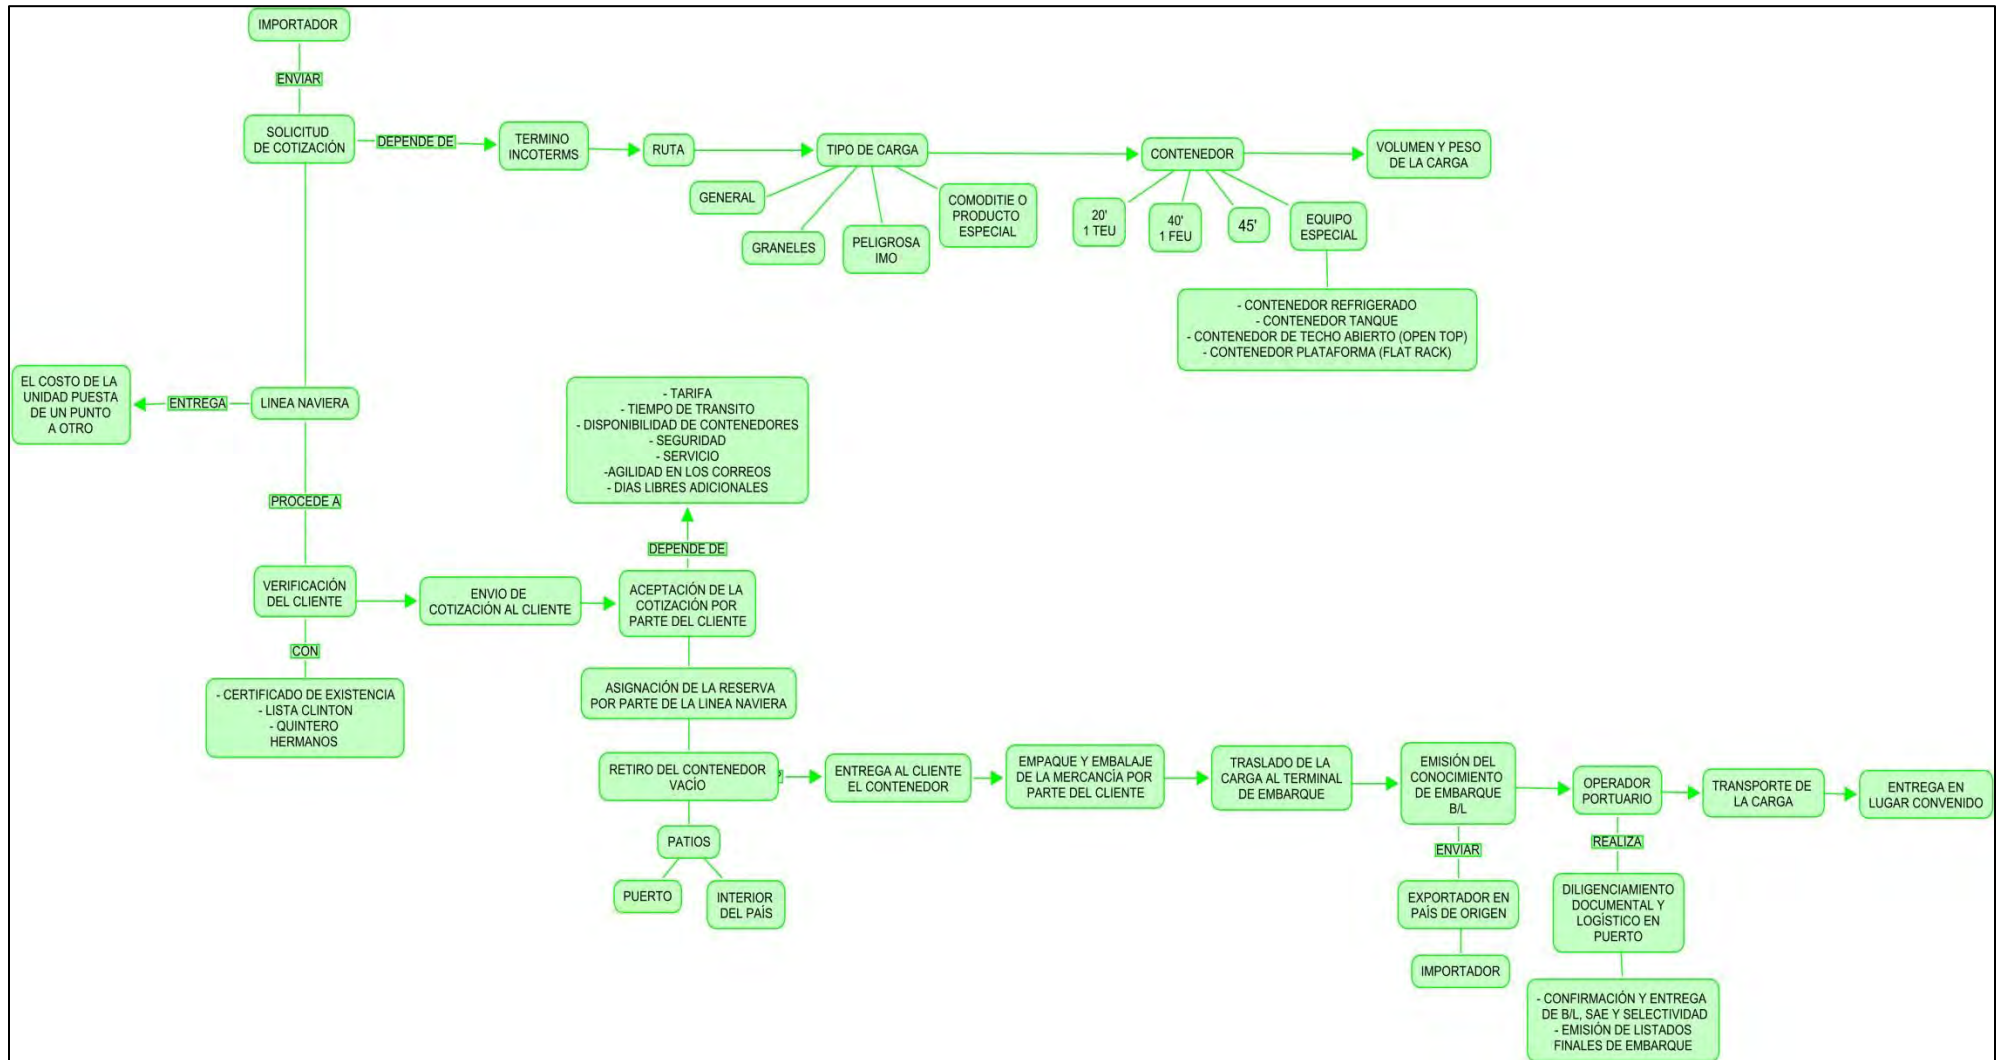 IMPORTADOR
ENVIAR
SOLICITUD
DE COTIZACIÓN
DEPENDE DE
TERMINO
INCOTERMS
RUTA
TIPO DE CARGA
CONTENEDOR
VOLUMEN Y PESO
DE LA CARGA
GENERAL
GRANELES
PELIGROSA
IMO
COMODITIE O
PRODUCTO
ESPECIAL
20'
1 TEU
40'
1 FEU
45'
EQUIPO
ESPECIAL
- CONTENEDOR REFRIGERADO
- CONTENEDOR TANQUE
- CONTENEDOR DE TECHO ABIERTO (OPEN TOP)
- CONTENEDOR PLATAFORMA (FLAT RACK)
EL COSTO DE LA
UNIDAD PUESTA
DE UN PUNTO
A OTRO
ENTREGA
LINEA NAVIERA
- TARIFA
- TIEMPO DE TRANSITO
- DISPONIBILIDAD DE CONTENEDORES
- SEGURIDAD
- SERVICIO
-AGILIDAD EN LOS CORREOS
- DIAS LIBRES ADICIONALES
PROCEDE A
DEPENDE DE
VERIFICACIÓN
DEL CLIENTE
ENVIO DE
COTIZACIÓN AL CLIENTE
ACEPTACIÓN DE LA
COTIZACIÓN POR
PARTE DEL CLIENTE
CON
- CERTIFICADO DE EXISTENCIA
- LISTA CLINTON
- QUINTERO
HERMANOS
ASIGNACIÓN DE LA RESERVA
POR PARTE DE LA LINEA NAVIERA
RETIRO DEL CONTENEDOR
VACÍO
ENTREGA AL CLIENTE
EL CONTENEDOR
EMPAQUE Y EMBALAJE
DE LA MERCANCÍA POR
PARTE DEL CLIENTE
TRASLADO DE LA
CARGA AL TERMINAL
DE EMBARQUE
EMISIÓN DEL
CONOCIMIENTO
DE EMBARQUE
B/L
OPERADOR
PORTUARIO
TRANSPORTE DE
LA CARGA
ENTREGA EN
LUGAR CONVENIDO
PATIOS
PUERTO
INTERIOR
DEL PAÍS
ENVIAR
EXPORTADOR EN
PAÍS DE ORIGEN
IMPORTADOR
REALIZA
DILIGENCIAMIENTO
DOCUMENTAL Y
LOGÍSTICO EN
PUERTO
- CONFIRMACIÓN Y ENTREGA
DE B/L, SAE Y SELECTIVIDAD
- EMISIÓN DE LISTADOS
FINALES DE EMBARQUE